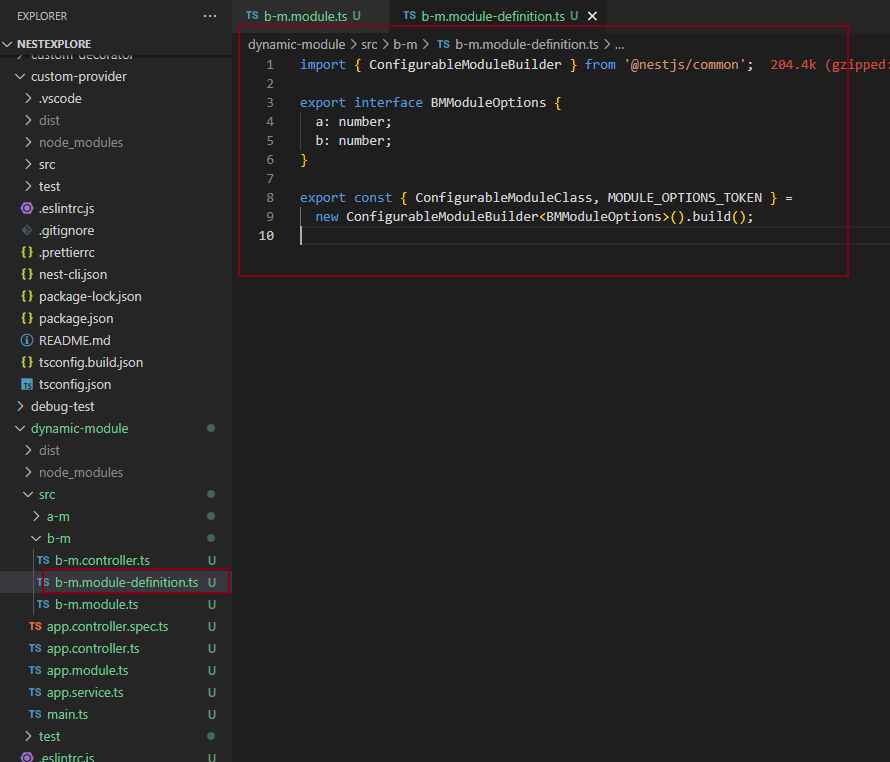 EXPLORER ...
NESTEXPLORE
custom-decorator
custom-provider
.vscode
dist
node_modules
src
test
.eslintrc.js
.gitignore
.prettierrc
{} nest-cli.json
{} package-lock.json
{} package.json
README.md
{} tsconfig.build.json
TS tsconfig.json
debug-test
dynamic-module
dist
node_modules
src
a-m
b-m
TS b-m.controller.ts U
TS b-m.module-definition.ts U
TS b-m.module.ts U
TS app.controller.spec.ts U
TS app.controller.ts U
TS app.module.ts U
TS app.service.ts U
TS main.ts U
test
.eslintrc.js U
TS b-m.module.ts U TS b-m.module-definition.ts U
dynamic-module > src > b-m > TS b-m.module-definition.ts > ...
1 import { ConfigurableModuleBuilder } from '@nestjs/common'; 204.4k (gzipped:
2
3 export interface BMModuleOptions {
4 a: number;
5 b: number;
6 }
7
8 export const { ConfigurableModuleClass, MODULE_OPTIONS_TOKEN } =
9 new ConfigurableModuleBuilder<BMModuleOptions>().build();
10